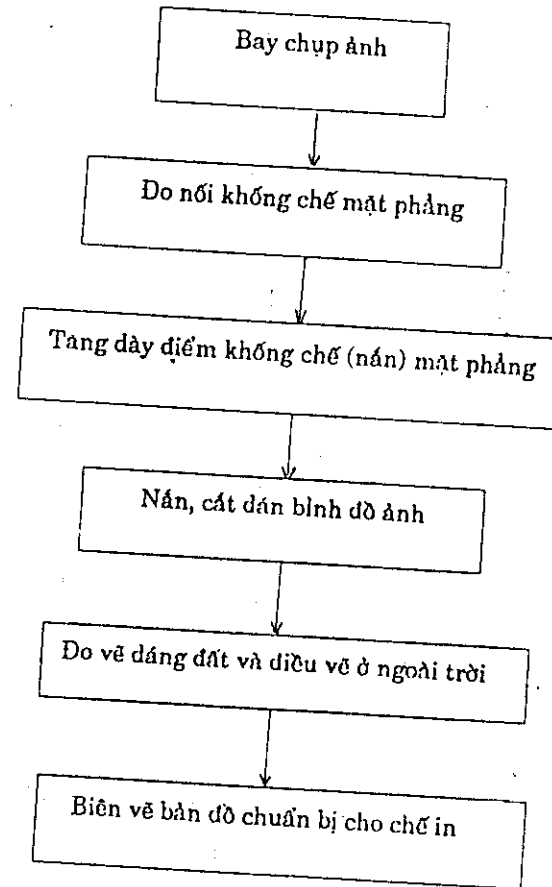 Bay chụp ảnh
Đo nối khống chế mặt phẳng
Tang dày điểm khống chế (nắn) mặt phẳng
Nắn, cắt dán bình đồ ảnh
Đo vẽ dáng đất và điều vẽ ở ngoài trời
Biên vẽ bản đồ chuẩn bị cho chế in